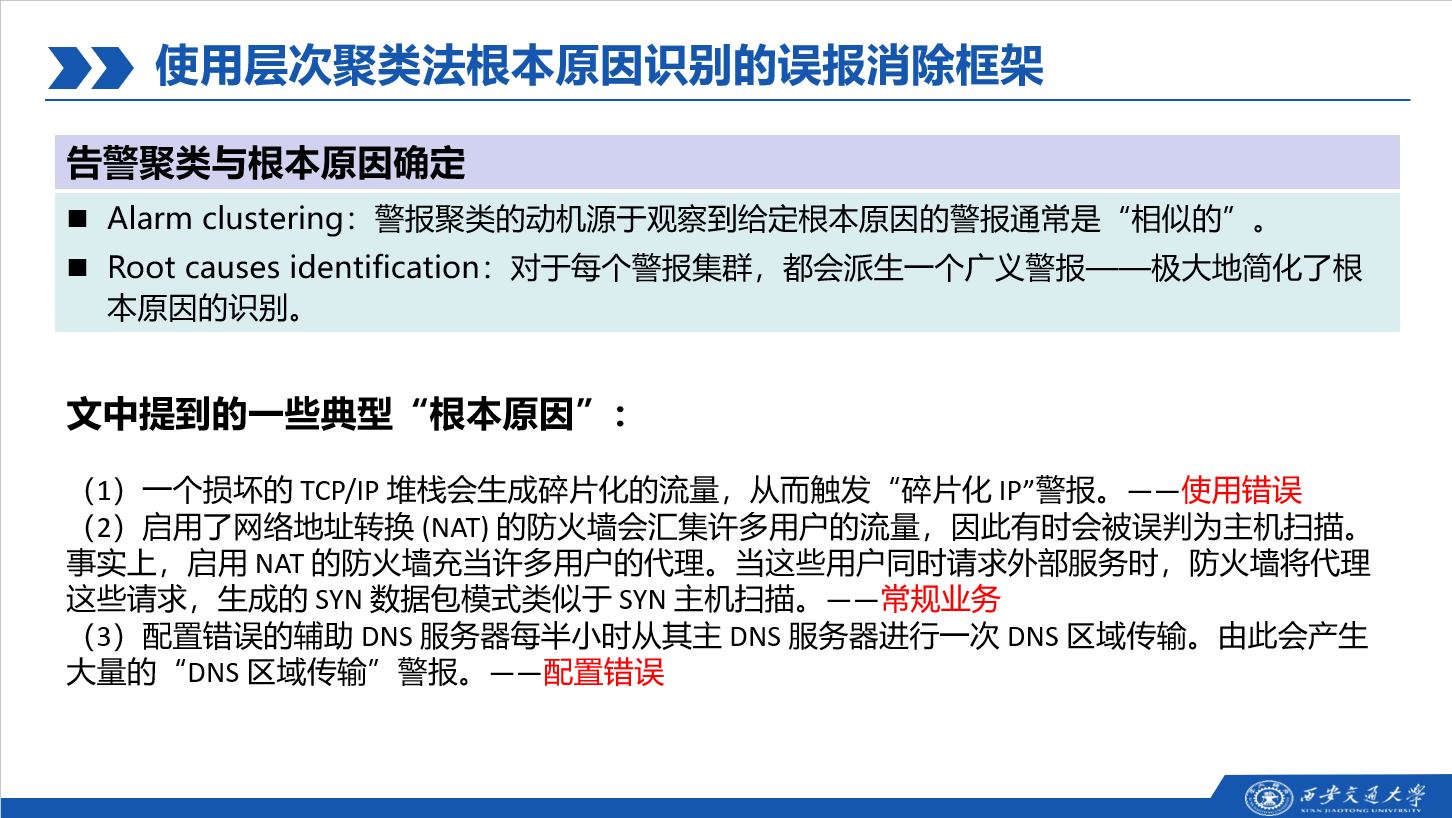 使用层次聚类法根本原因识别的误报消除框架
告警聚类与根本原因确定
■ Alarm clustering：警报聚类的动机源于观察到给定根本原因的警报通常是“相似的”。
■ Root causes identification：对于每个警报集群，都会派生一个广义警报——极大地简化了根
本原因的识别。
文中提到的一些典型“根本原因”：
（1）一个损坏的 TCP/IP 堆栈会生成碎片化的流量，从而触发“碎片化 IP”警报。——使用错误
（2）启用了网络地址转换 (NAT) 的防火墙会汇集许多用户的流量，因此有时会被误判为主机扫描。
事实上，启用 NAT 的防火墙充当许多用户的代理。当这些用户同时请求外部服务时，防火墙将代理
这些请求，生成的 SYN 数据包模式类似于 SYN 主机扫描。——常规业务
（3）配置错误的辅助 DNS 服务器每半小时从其主 DNS 服务器进行一次 DNS 区域传输。由此会产生
大量的“DNS 区域传输”警报。——配置错误
西安交通大学
XI'AN JIAOTONG UNIVERSITY